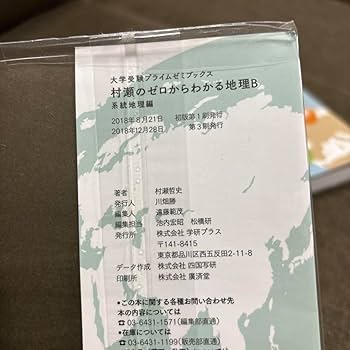 大学受験プライムゼミブックス
村瀬のゼロからわかる地理B
系統地理編
2018年8月21日 初版第1刷発行
2018年12月28日 第3刷発行
著者 村瀬哲史
発行人 川畑勝
編集人 遠藤範茂
編集担当 池内宏昭 松橋研
発行所 株式会社 学研プラス
〒141-8415
東京都品川区西五反田2-11-8
データ作成 株式会社 四国写研
印刷所 株式会社 廣済堂
●この本に関する各種お問い合わせ先
本の内容については
☎03-6431-1571(編集部直通)
●在庫については
☎03-6431-1199(販売部直通)